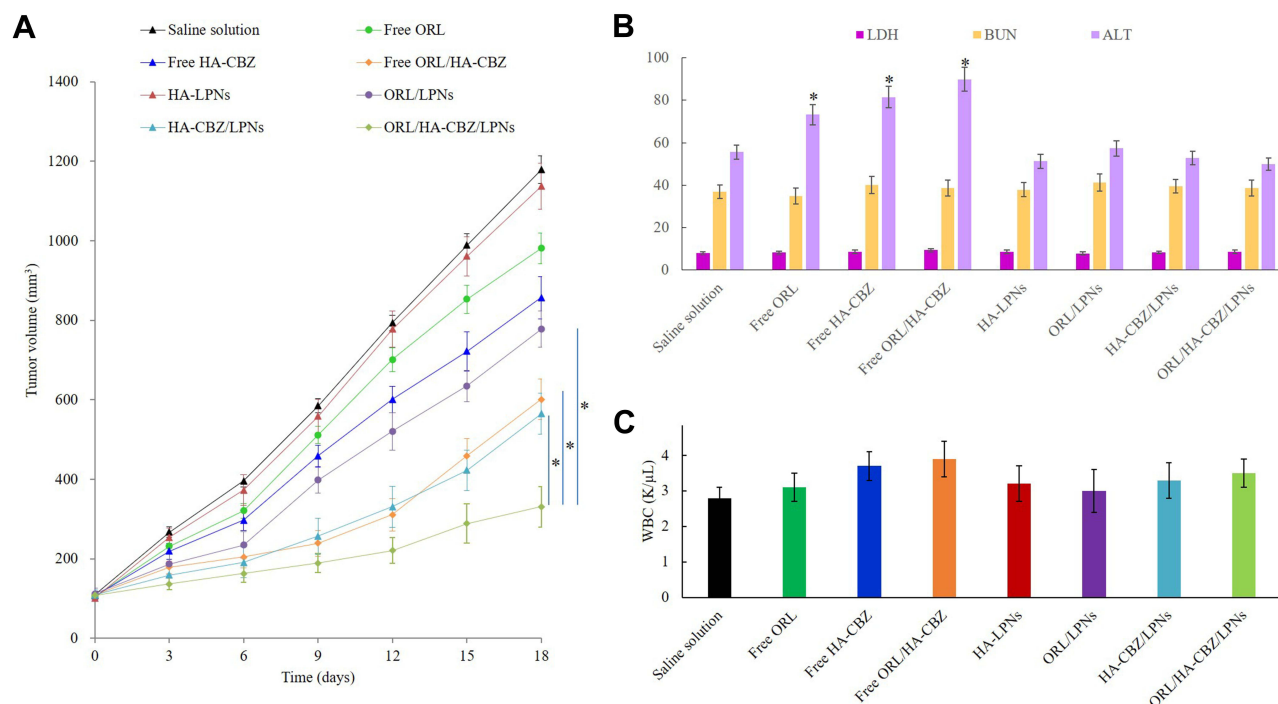 A
Saline solution
Free ORL
Free HA-CBZ
Free ORL/HA-CBZ
HA-LPNs
ORL/LPNs
HA-CBZ/LPNs
ORL/HA-CBZ/LPNs
1400
1200
1000
800
600
400
200
0
Tumor volume (mm³)
0 3 6 9 12 15 18
Time (days)
*
*
*
B
LDH BUN ALT
100
80
60
40
20
0
* * *
Saline solution
Free ORL
Free HA-CBZ
Free ORL/HA-CBZ
HA-LPNs
ORL/LPNs
HA-CBZ/LPNs
ORL/HA-CBZ/LPNs
C
WBC (K/μL)
4
3
2
1
0
Saline solution
Free ORL
Free HA-CBZ
Free ORL/HA-CBZ
HA-LPNs
ORL/LPNs
HA-CBZ/LPNs
ORL/HA-CBZ/LPNs